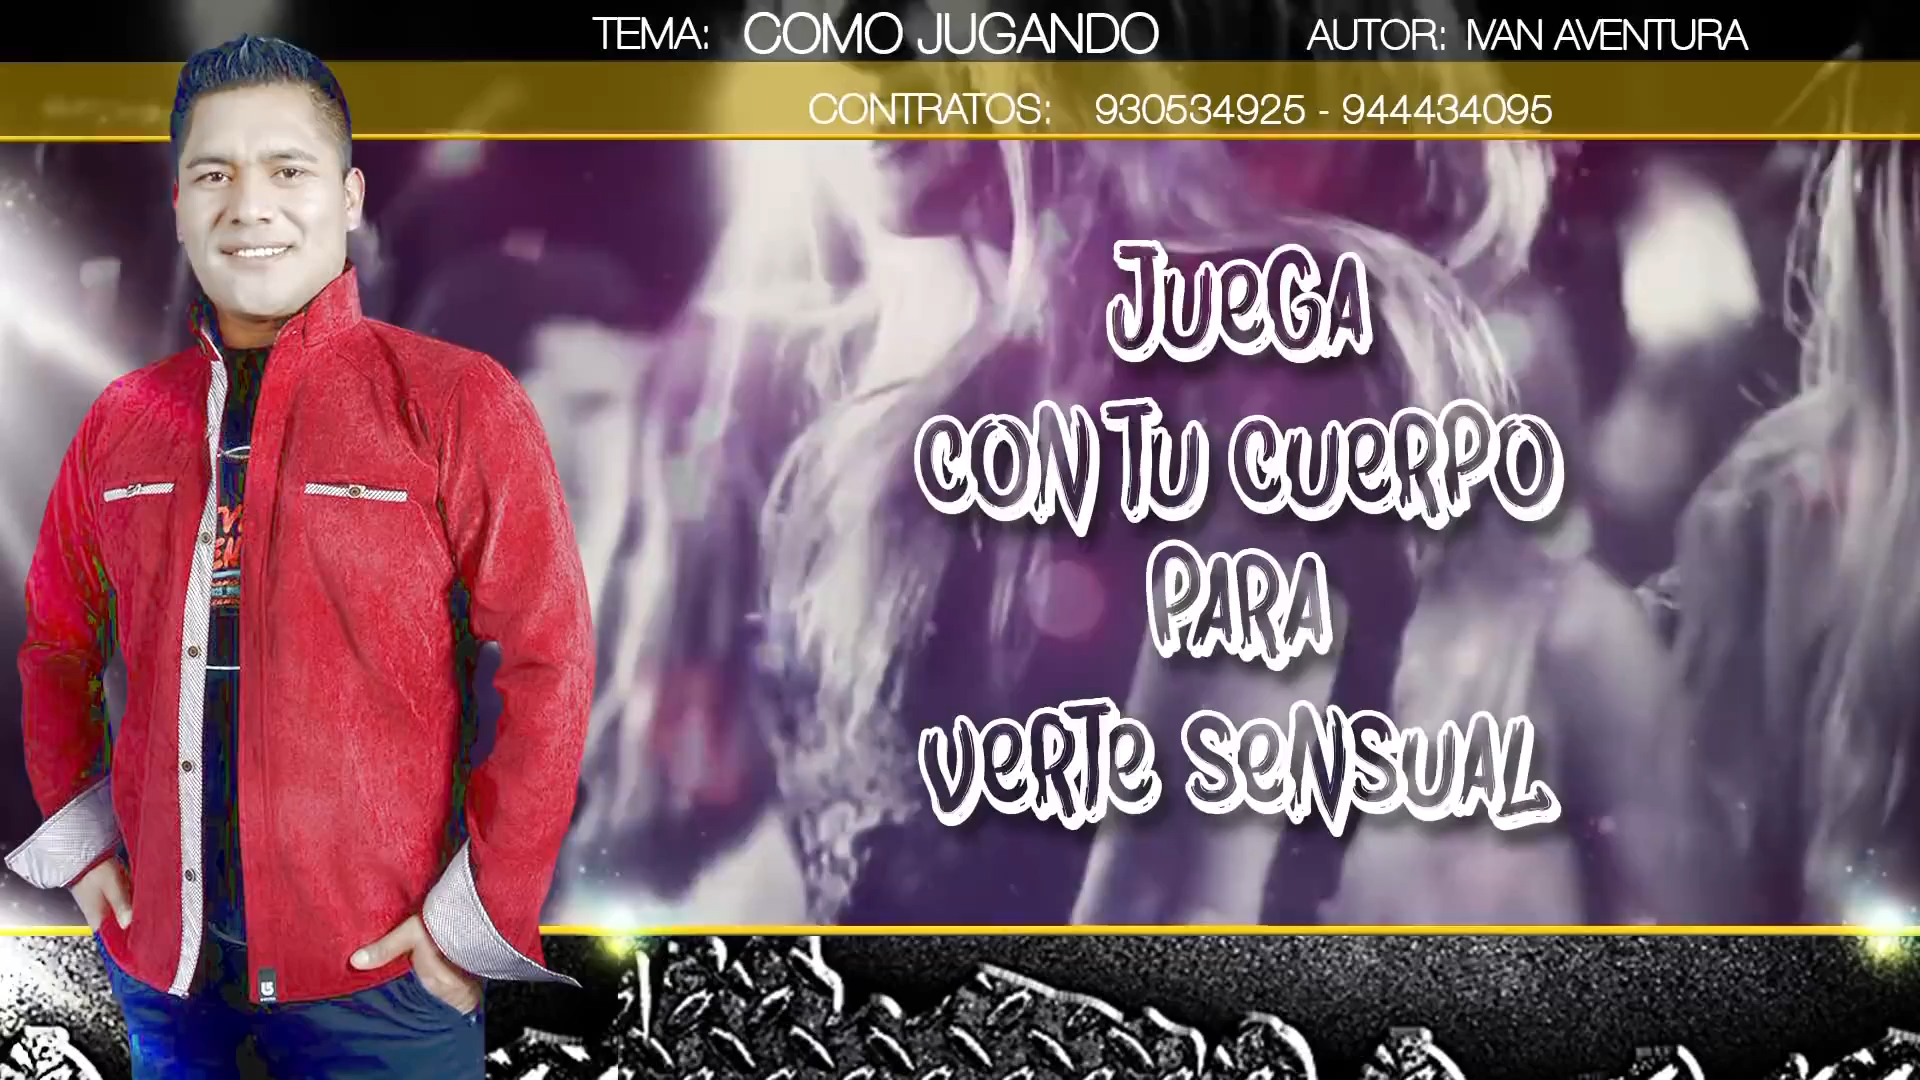 TEMA: COMO JUGANDO AUTOR: IVAN AVENTURA
CONTRATOS: 930534925 - 944434095
JUEGA
CON TU CUERPO
PARA
VERTE SENSUAL